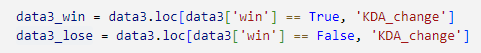 data3_win = data3.loc[data3['win'] == True, 'KDA_change']
data3_lose = data3.loc[data3['win'] == False, 'KDA_change']